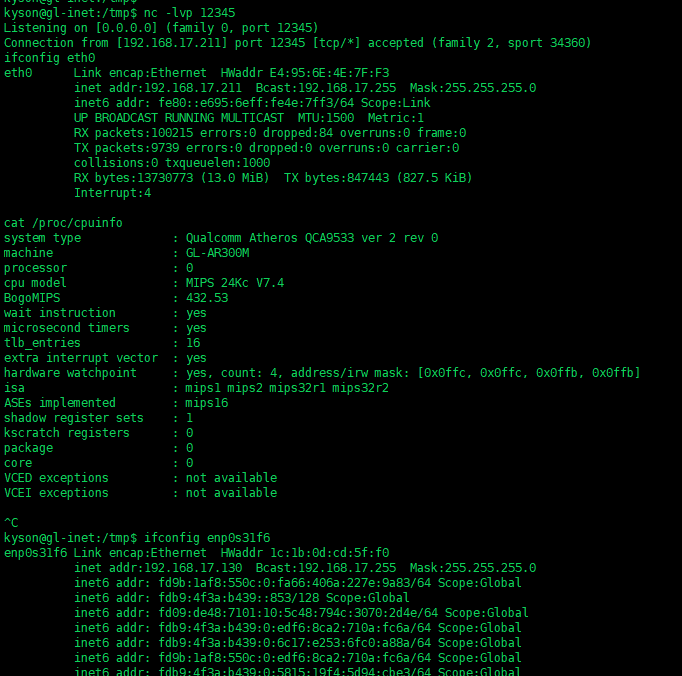 kyson@gl-inet:/tmp$
kyson@gl-inet:/tmp$ nc -lvp 12345
Listening on [0.0.0.0] (family 0, port 12345)
Connection from [192.168.17.211] port 12345 [tcp/*] accepted (family 2, sport 34360)
ifconfig eth0
eth0      Link encap:Ethernet  HWaddr E4:95:6E:4E:7F:F3
          inet addr:192.168.17.211  Bcast:192.168.17.255  Mask:255.255.255.0
          inet6 addr: fe80::e695:6eff:fe4e:7ff3/64 Scope:Link
          UP BROADCAST RUNNING MULTICAST  MTU:1500  Metric:1
          RX packets:100215 errors:0 dropped:84 overruns:0 frame:0
          TX packets:9739 errors:0 dropped:0 overruns:0 carrier:0
          collisions:0 txqueuelen:1000
          RX bytes:13730773 (13.0 MiB)  TX bytes:847443 (827.5 KiB)
          Interrupt:4
cat /proc/cpuinfo
system type             : Qualcomm Atheros QCA9533 ver 2 rev 0
machine                 : GL-AR300M
processor               : 0
cpu model               : MIPS 24Kc V7.4
BogoMIPS                : 432.53
wait instruction        : yes
microsecond timers      : yes
tlb_entries             : 16
extra interrupt vector  : yes
hardware watchpoint     : yes, count: 4, address/irw mask: [0x0ffc, 0x0ffc, 0x0ffb, 0x0ffb]
isa                     : mips1 mips2 mips32r1 mips32r2
ASEs implemented        : mips16
shadow register sets    : 1
kscratch registers      : 0
package                 : 0
core                    : 0
VCED exceptions         : not available
VCEI exceptions         : not available
^C
kyson@gl-inet:/tmp$ ifconfig enp0s31f6
enp0s31f6 Link encap:Ethernet  HWaddr 1c:1b:0d:cd:5f:f0
          inet addr:192.168.17.130  Bcast:192.168.17.255  Mask:255.255.255.0
          inet6 addr: fd9b:1af8:550c:0:fa66:406a:227e:9a83/64 Scope:Global
          inet6 addr: fdb9:4f3a:b439::853/128 Scope:Global
          inet6 addr: fd09:de48:7101:10:5c48:794c:3070:2d4e/64 Scope:Global
          inet6 addr: fdb9:4f3a:b439:0:edf6:8ca2:710a:fc6a/64 Scope:Global
          inet6 addr: fdb9:4f3a:b439:0:6c17:e253:6fc0:a88a/64 Scope:Global
          inet6 addr: fd9b:1af8:550c:0:edf6:8ca2:710a:fc6a/64 Scope:Global
          inet6 addr: fdb9:4f3a:b439:0:5815:19f4:5d94:cbe3/64 Scope:Global